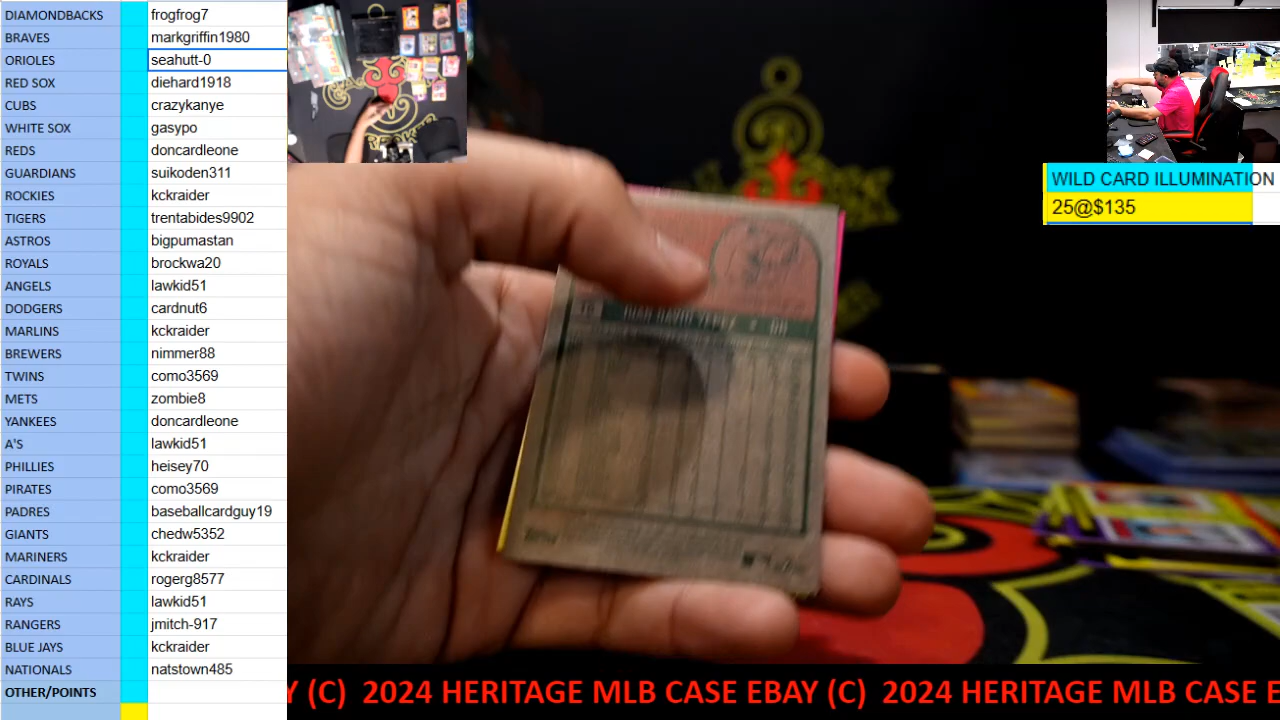 DIAMONDBACKS frogfrog7
BRAVES markgriffin1980
ORIOLES seahutt-0
RED SOX diehard1918
CUBS crazykanye
WHITE SOX gasypo
REDS doncardleone
GUARDIANS suikoden311
ROCKIES kckraider
TIGERS trentabides9902
ASTROS bigpumastan
ROYALS brockwa20
ANGELS lawkid51
DODGERS cardnut6
MARLINS kckraider
BREWERS nimmer88
TWINS como3569
METS zombie8
YANKEES doncardleone
A'S lawkid51
PHILLIES heisey70
PIRATES como3569
PADRES baseballcardguy19
GIANTS chedw5352
MARINERS kckraider
CARDINALS rogerg8577
RAYS lawkid51
RANGERS jmitch-917
BLUE JAYS kckraider
NATIONALS natstown485
OTHER/POINTS
WILD CARD ILLUMINATION
25@$135
Y (C) 2024 HERITAGE MLB CASE EBAY (C) 2024 HERITAGE MLB CASE E